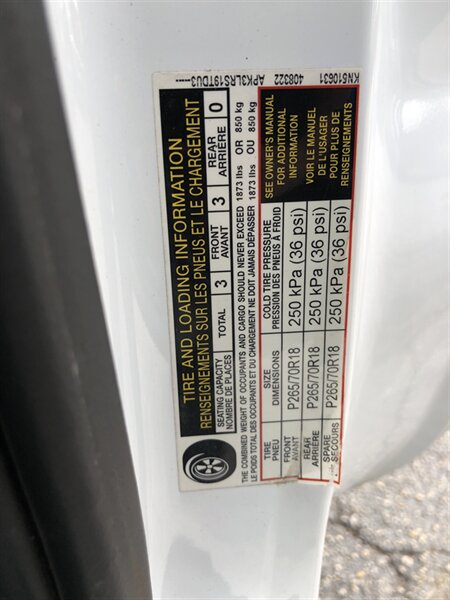 TIRE AND LOADING INFORMATION
RENSEIGNEMENTS SUR LES PNEUS ET LE CHARGEMENT
SEATING CAPACITY TOTAL 3 FRONT 3 REAR 0
NOMBRE DE PLACES AVANT ARRIÈRE
THE COMBINED WEIGHT OF OCCUPANTS AND CARGO SHOULD NEVER EXCEED 1873 lbs OR 850 kg
LE POIDS TOTAL DES OCCUPANTS ET DU CHARGEMENT NE DOIT JAMAIS DÉPASSER 1873 lbs OU 850 kg
TIRE SIZE COLD TIRE PRESSURE
PNEU DIMENSIONS PRESSION DES PNEUS À FROID
FRONT P265/70R18 250 kPa (36 psi)
AVANT
REAR P265/70R18 250 kPa (36 psi)
ARRIÈRE
SPARE P265/70R18 250 kPa (36 psi)
SECOURS
SEE OWNER'S MANUAL
FOR ADDITIONAL
INFORMATION
VOIR LE MANUEL
DE L'USAGER
POUR PLUS DE
RENSEIGNEMENTS
APK3LRS19TDU3----- 408322 KN510631